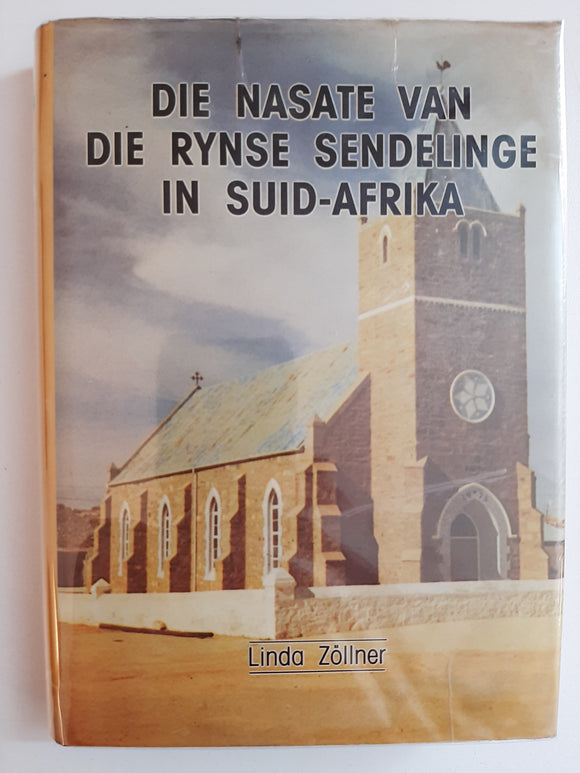 DIE NASATE VAN
DIE RYNSE SENDELINGE
IN SUID-AFRIKA
Linda Zöllner